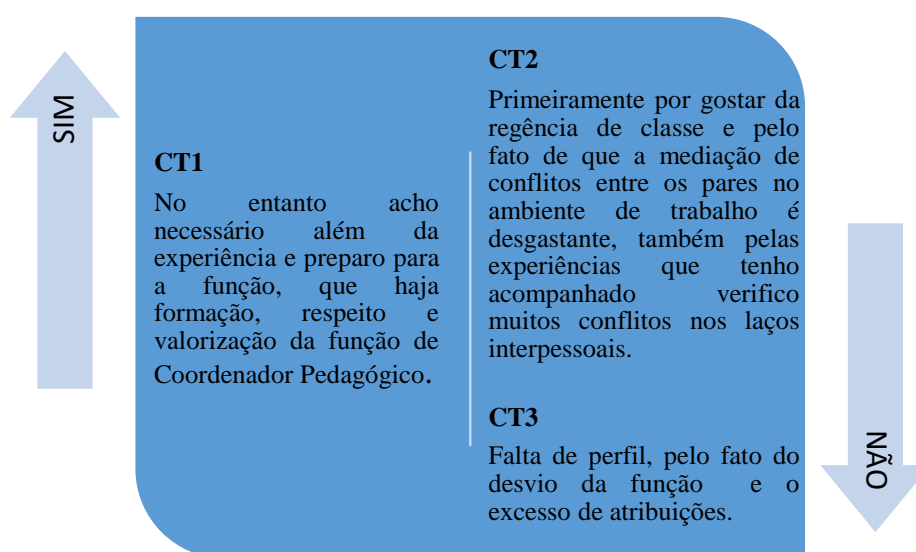 SIM
CT1
No entanto acho
necessário além da
experiência e preparo para
a função, que haja
formação, respeito e
valorização da função de
Coordenador Pedagógico.
CT2
Primeiramente por gostar da
regência de classe e pelo
fato de que a mediação de
conflitos entre os pares no
ambiente de trabalho é
desgastante, também pelas
experiências que tenho
acompanhado verifico
muitos conflitos nos laços
interpessoais.
CT3
Falta de perfil, pelo fato do
desvio da função e o
excesso de atribuições.
NÃO